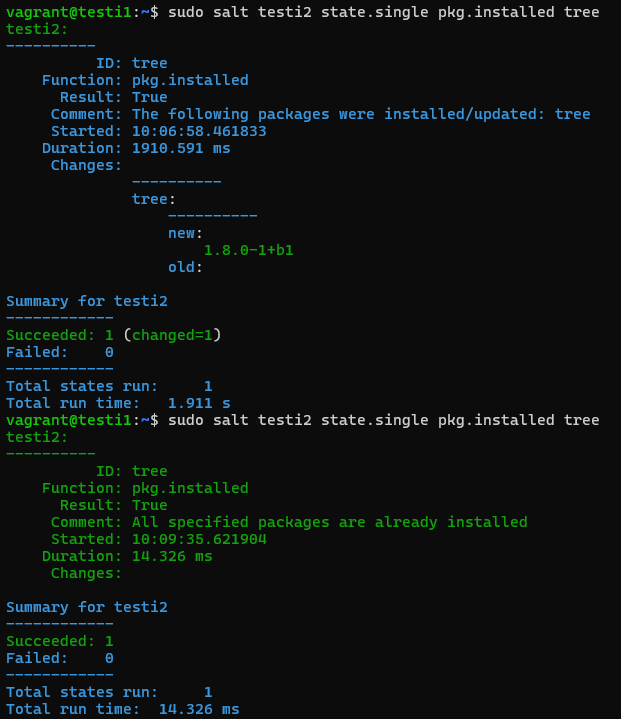 vagrant@testi1:~$ sudo salt testi2 state.single pkg.installed tree
testi2:
----------
          ID: tree
    Function: pkg.installed
      Result: True
     Comment: The following packages were installed/updated: tree
     Started: 10:06:58.461833
    Duration: 1910.591 ms
     Changes:
              ----------
              tree:
                  ----------
                  new:
                      1.8.0-1+b1
                  old:

Summary for testi2
------------
Succeeded: 1 (changed=1)
Failed:    0
------------
Total states run:     1
Total run time:   1.911 s
vagrant@testi1:~$ sudo salt testi2 state.single pkg.installed tree
testi2:
----------
          ID: tree
    Function: pkg.installed
      Result: True
     Comment: All specified packages are already installed
     Started: 10:09:35.621904
    Duration: 14.326 ms
     Changes:

Summary for testi2
------------
Succeeded: 1
Failed:    0
------------
Total states run:     1
Total run time:  14.326 ms